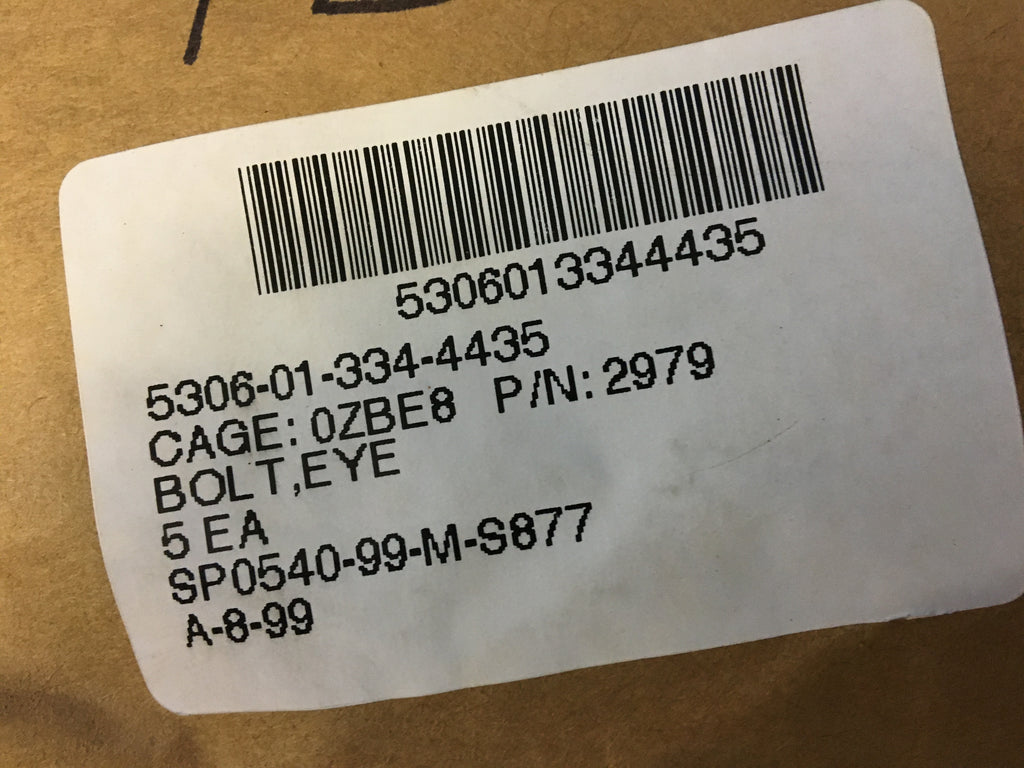 5306013344435
5306-01-334-4435
CAGE: 0ZBE8 P/N: 2979
BOLT,EYE
5 EA
SP0540-99-M-S877
A-8-99